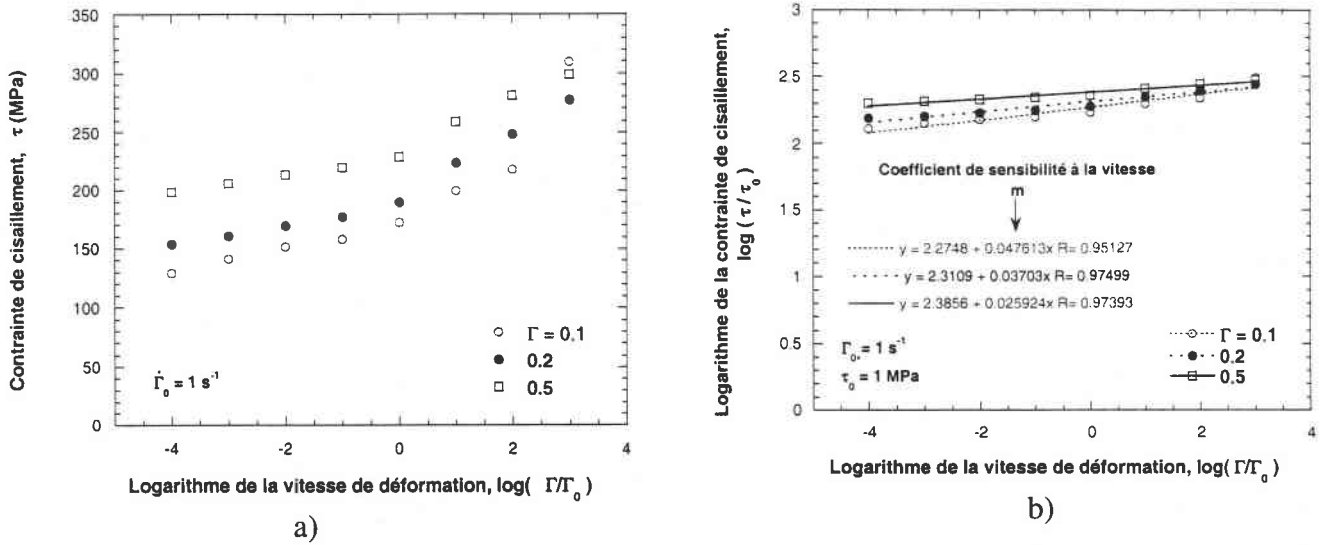 Contrainte de cisaillement, τ (MPa)
350
300
250
200
150
100
50
0
Γ = 0.1
0.2
0.5
Γ̇₀ = 1 s⁻¹
-4
-2
0
2
4
Logarithme de la vitesse de déformation, log( Γ/Γ₀ )
a)
Logarithme de la contrainte de cisaillement,
log ( τ / τ₀ )
3
2.5
2
1.5
1
0.5
0
Coefficient de sensibilité à la vitesse
m
y = 2.2748 + 0.047613x R= 0.95127
y = 2.3109 + 0.03703x R= 0.97499
y = 2.3856 + 0.025924x R= 0.97393
Γ₀. = 1 s⁻¹
τ₀ = 1 MPa
Γ = 0.1
0.2
0.5
-4
-2
0
2
4
Logarithme de la vitesse de déformation, log( Γ/Γ₀ )
b)